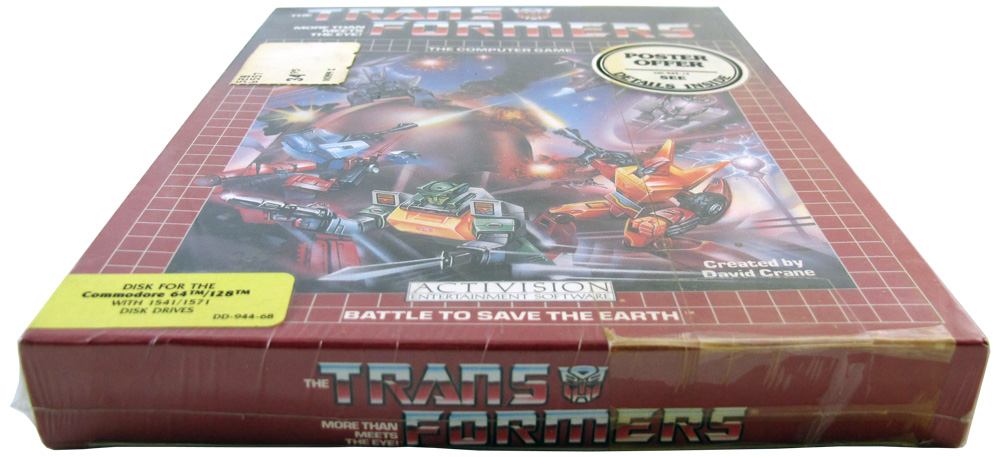 THE TRANS
FORMERS
MORE THAN
MEETS
THE EYE!
THE COMPUTER GAME
POSTER
OFFER
SEE
DETAILS INSIDE
Created by
David Crane
DISK FOR THE
Commodore 64™/128™
WITH 1541/1571
DISK DRIVES
DD-944-6B
ACTIVISION
ENTERTAINMENT SOFTWARE
BATTLE TO SAVE THE EARTH
THE TRANS
FORMERS
MORE THAN
MEETS
THE EYE!